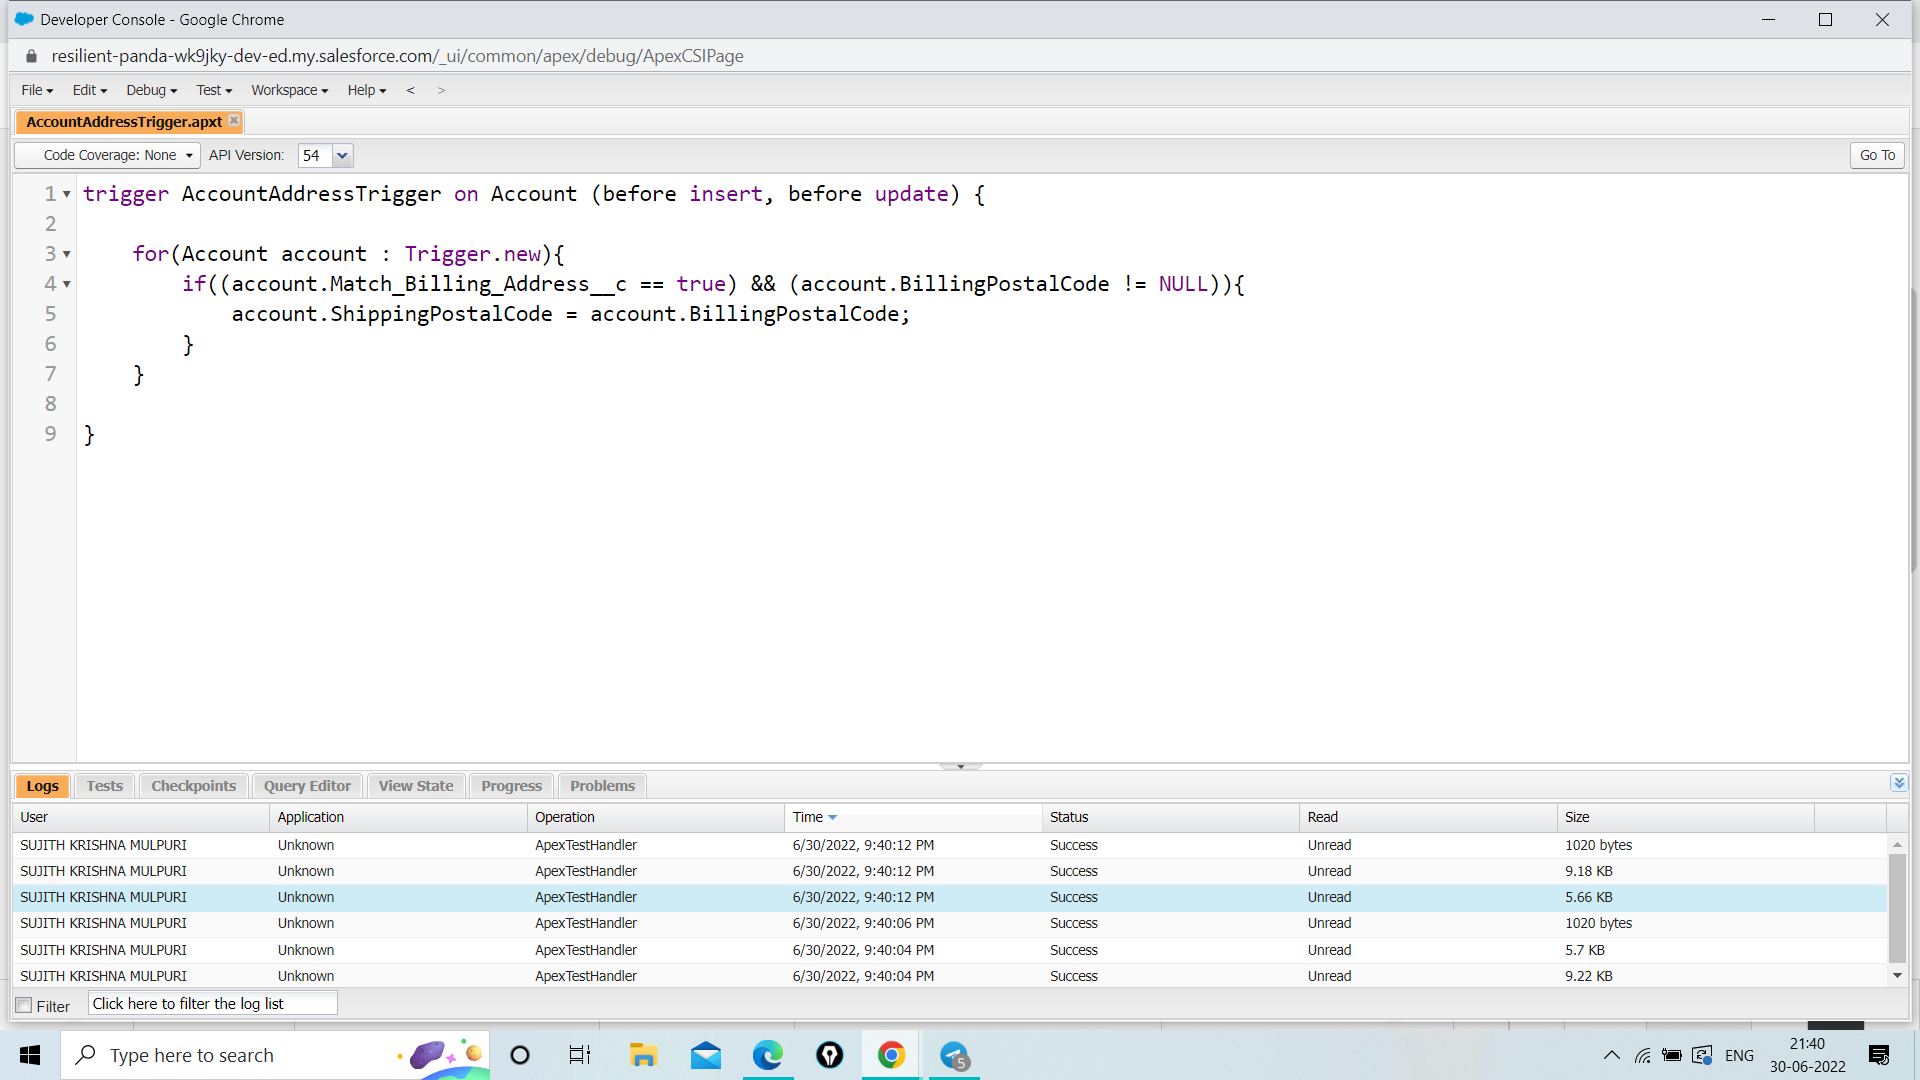 Developer Console - Google Chrome
resilient-panda-wk9jky-dev-ed.my.salesforce.com/_ui/common/apex/debug/ApexCSIPage
File Edit Debug Test Workspace Help < >
AccountAddressTrigger.apxt
Code Coverage: None API Version: 54 Go To
1 trigger AccountAddressTrigger on Account (before insert, before update) {
2
3 for(Account account : Trigger.new){
4 if((account.Match_Billing_Address__c == true) && (account.BillingPostalCode != NULL)){
5 account.ShippingPostalCode = account.BillingPostalCode;
6 }
7 }
8
9 }
Logs Tests Checkpoints Query Editor View State Progress Problems
User Application Operation Time Status Read Size
SUJITH KRISHNA MULPURI Unknown ApexTestHandler 6/30/2022, 9:40:12 PM Success Unread 1020 bytes
SUJITH KRISHNA MULPURI Unknown ApexTestHandler 6/30/2022, 9:40:12 PM Success Unread 9.18 KB
SUJITH KRISHNA MULPURI Unknown ApexTestHandler 6/30/2022, 9:40:12 PM Success Unread 5.66 KB
SUJITH KRISHNA MULPURI Unknown ApexTestHandler 6/30/2022, 9:40:06 PM Success Unread 1020 bytes
SUJITH KRISHNA MULPURI Unknown ApexTestHandler 6/30/2022, 9:40:04 PM Success Unread 5.7 KB
SUJITH KRISHNA MULPURI Unknown ApexTestHandler 6/30/2022, 9:40:04 PM Success Unread 9.22 KB
Filter Click here to filter the log list
Type here to search 5 ENG 21:40
30-06-2022